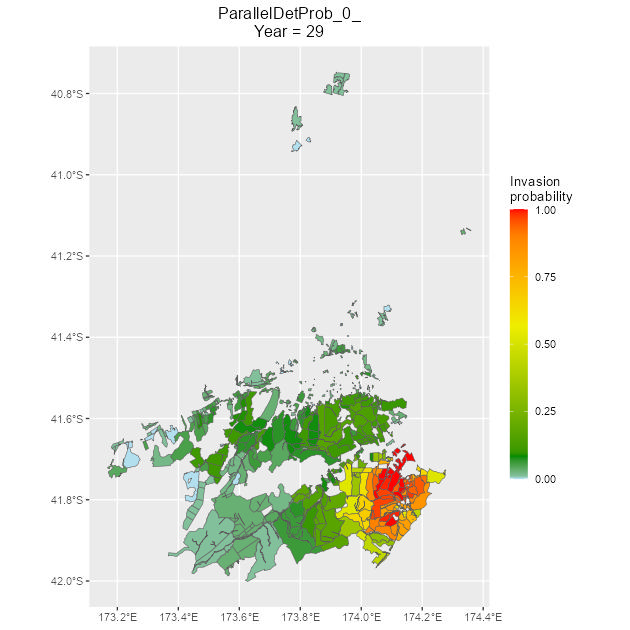 ParallelDetProb_0_
Year = 29
40.8°S
41.0°S
41.2°S
41.4°S
41.6°S
41.8°S
42.0°S
173.2°E 173.4°E 173.6°E 173.8°E 174.0°E 174.2°E 174.4°E
Invasion
probability
1.00
0.75
0.50
0.25
0.00